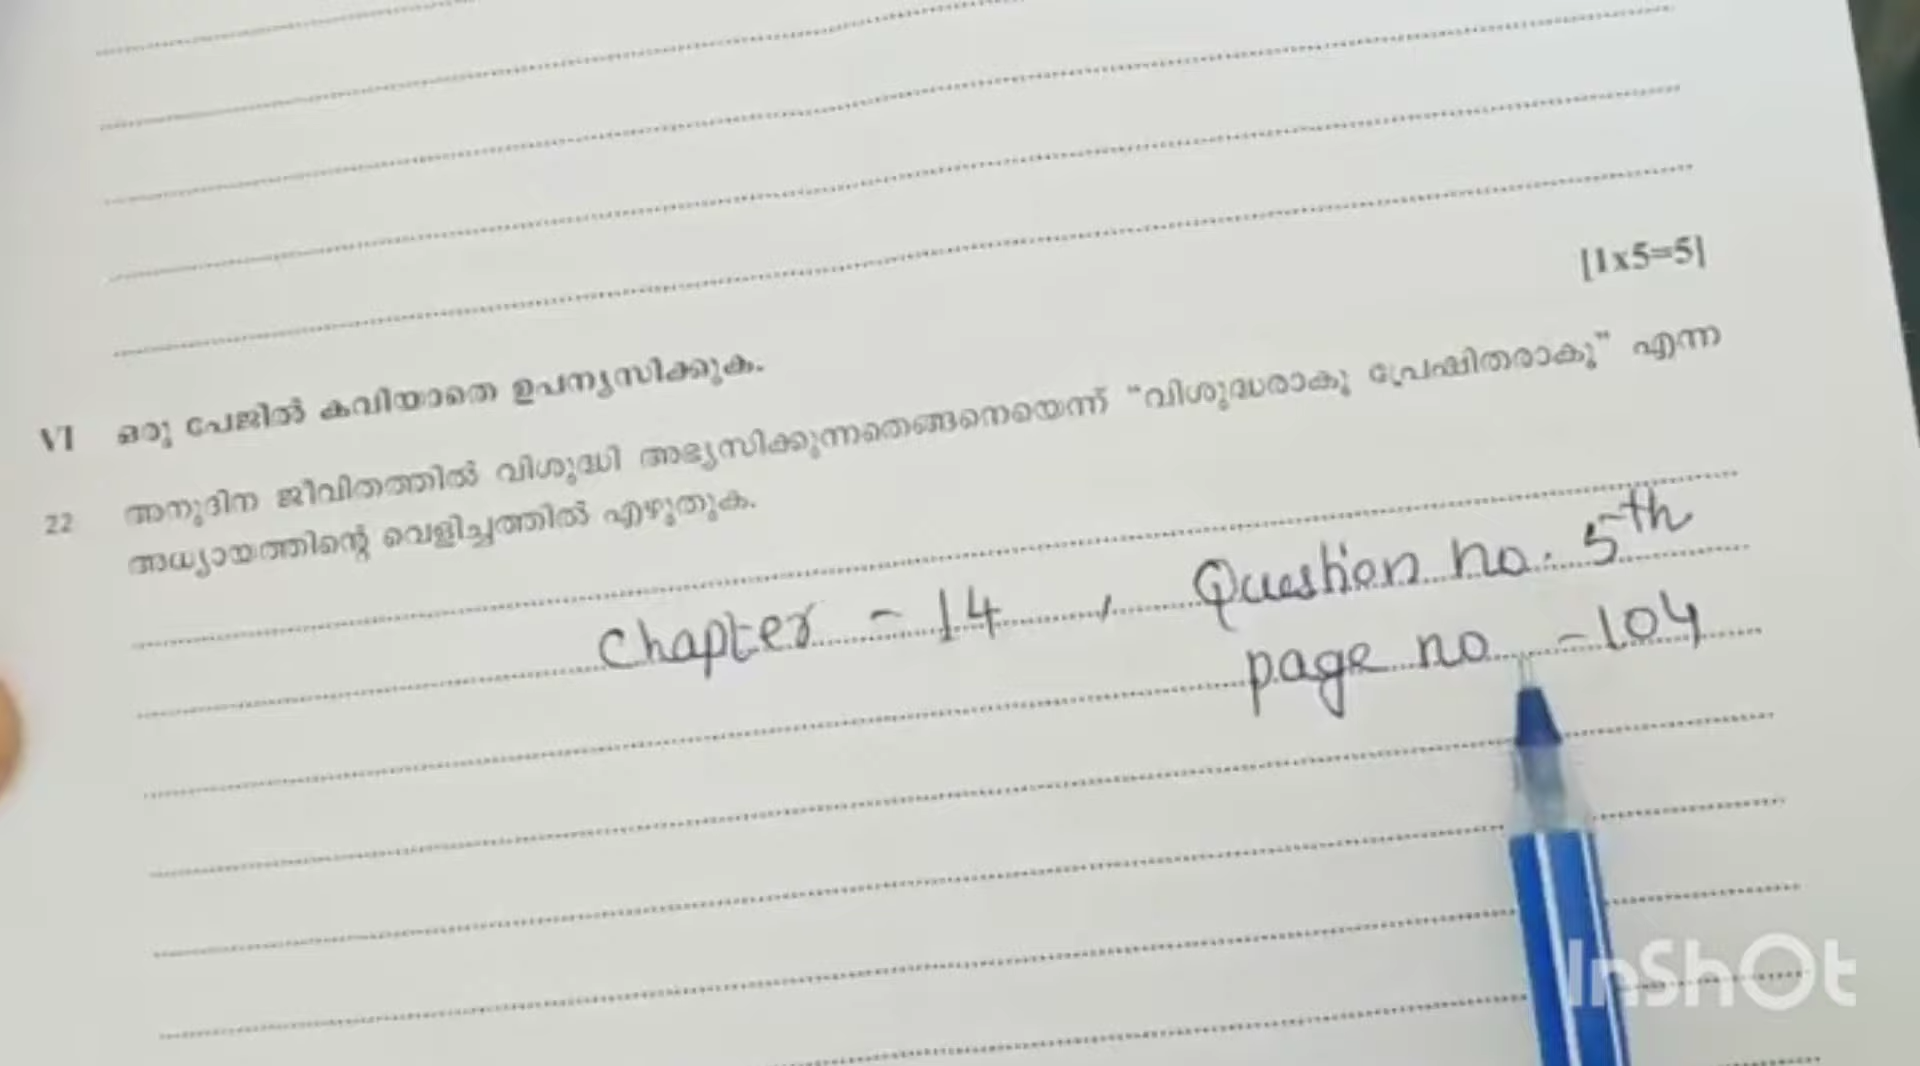 [1x5=5]
VI ഒരു പേജിൽ കവിയാതെ ഉപന്യസിക്കുക.
22 അനുദിന ജീവിതത്തിൽ വിശുദ്ധി അഭ്യസിക്കുന്നതെങ്ങനെയെന്ന് "വിശുദ്ധരാകൂ പ്രേഷിതരാകൂ" എന്ന
അധ്യായത്തിന്റെ വെളിച്ചത്തിൽ എഴുതുക.
Chapter - 14 , Question no. 5th
page no - 104
InShOt